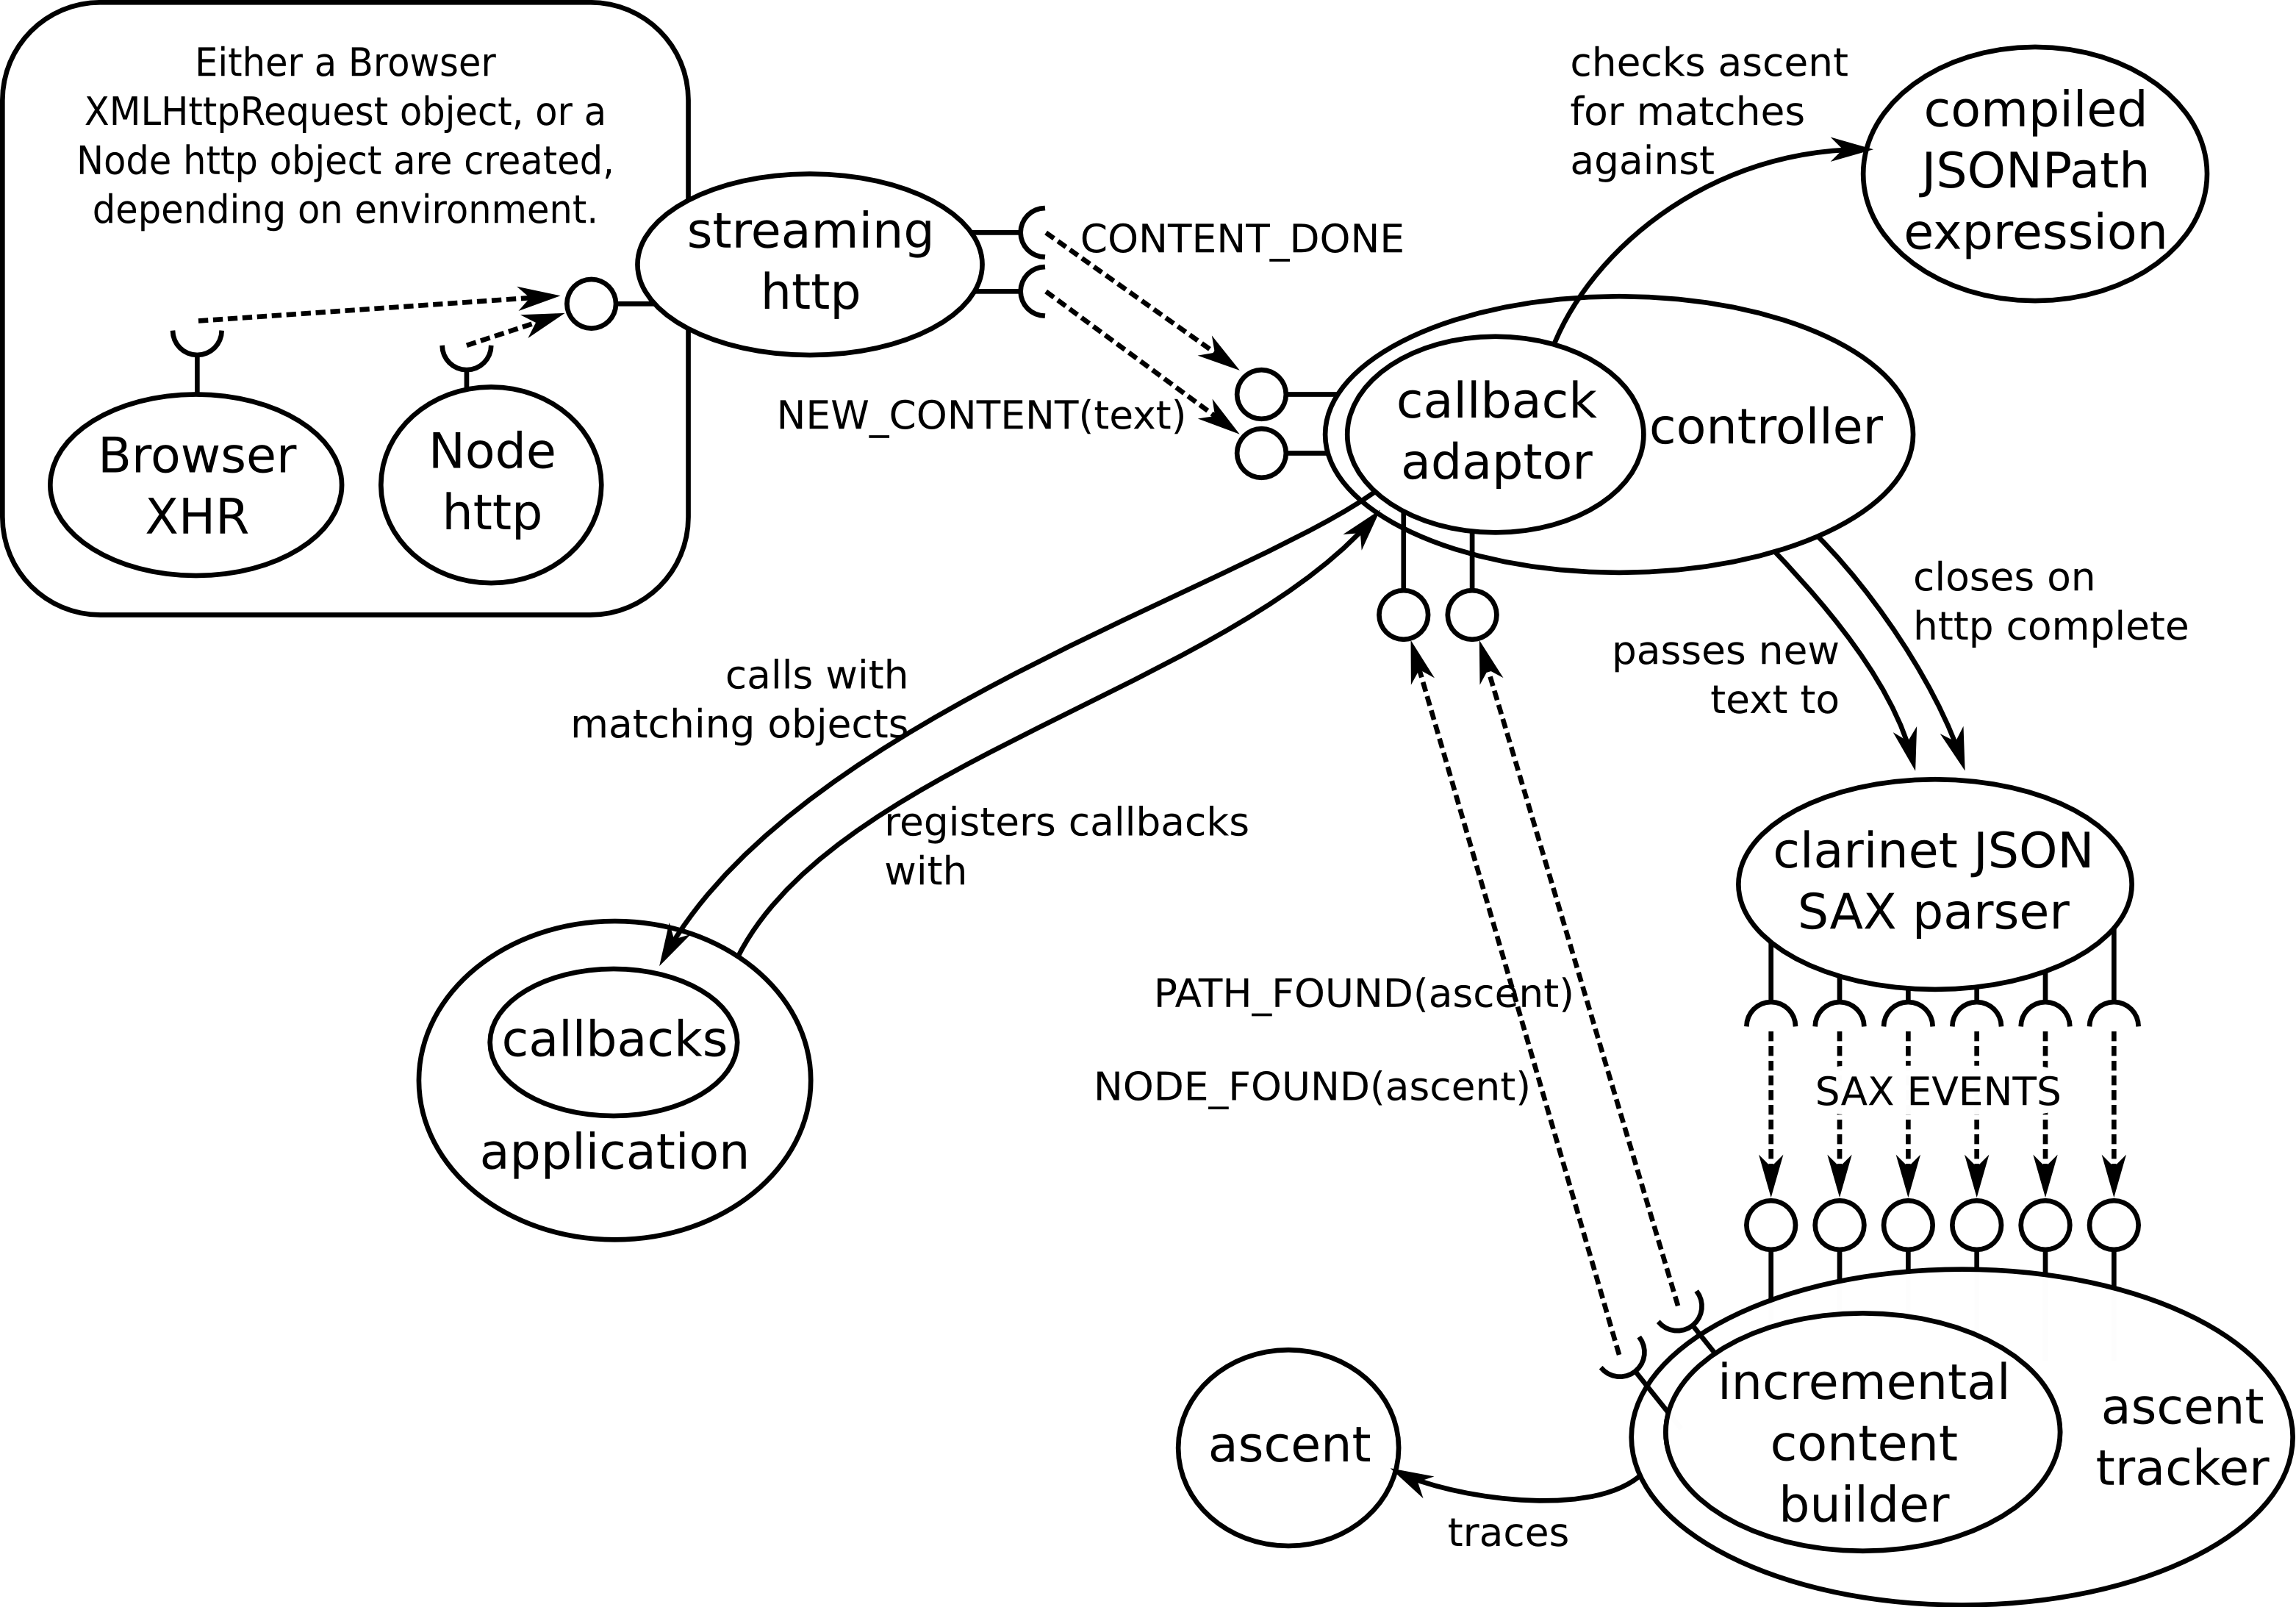 Either a Browser
XMLHttpRequest object, or a
Node http object are created,
depending on environment.
streaming
http
Browser
XHR
Node
http
CONTENT_DONE
NEW_CONTENT(text)
checks ascent
for matches
against
compiled
JSONPath
expression
callback
adaptor
controller
closes on
http complete
passes new
text to
calls with
matching objects
registers callbacks
with
clarinet JSON
SAX parser
callbacks
application
PATH_FOUND(ascent)
NODE_FOUND(ascent)
SAX EVENTS
ascent
traces
incremental
content
builder
ascent
tracker